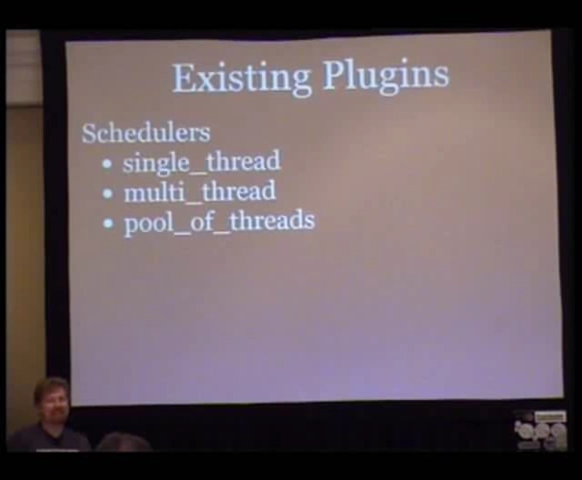 Existing Plugins
Schedulers
• single_thread
• multi_thread
• pool_of_threads